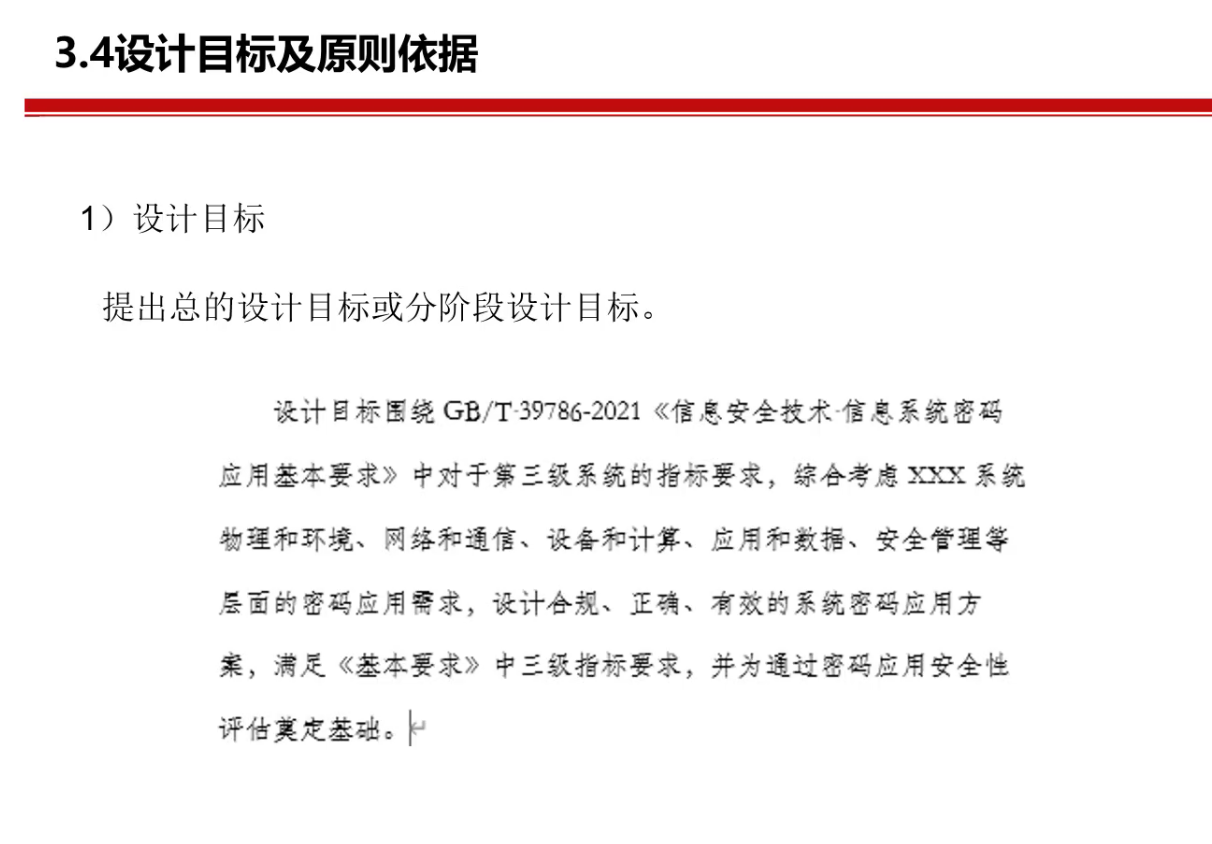 3.4设计目标及原则依据
1）设计目标
提出总的设计目标或分阶段设计目标。
设计目标围绕 GB/T·39786-2021《信息安全技术·信息系统密码
应用基本要求》中对于第三级系统的指标要求，综合考虑 XXX 系统
物理和环境、网络和通信、设备和计算、应用和数据、安全管理等
层面的密码应用需求，设计合规、正确、有效的系统密码应用方
案，满足《基本要求》中三级指标要求，并为通过密码应用安全性
评估奠定基础。↵